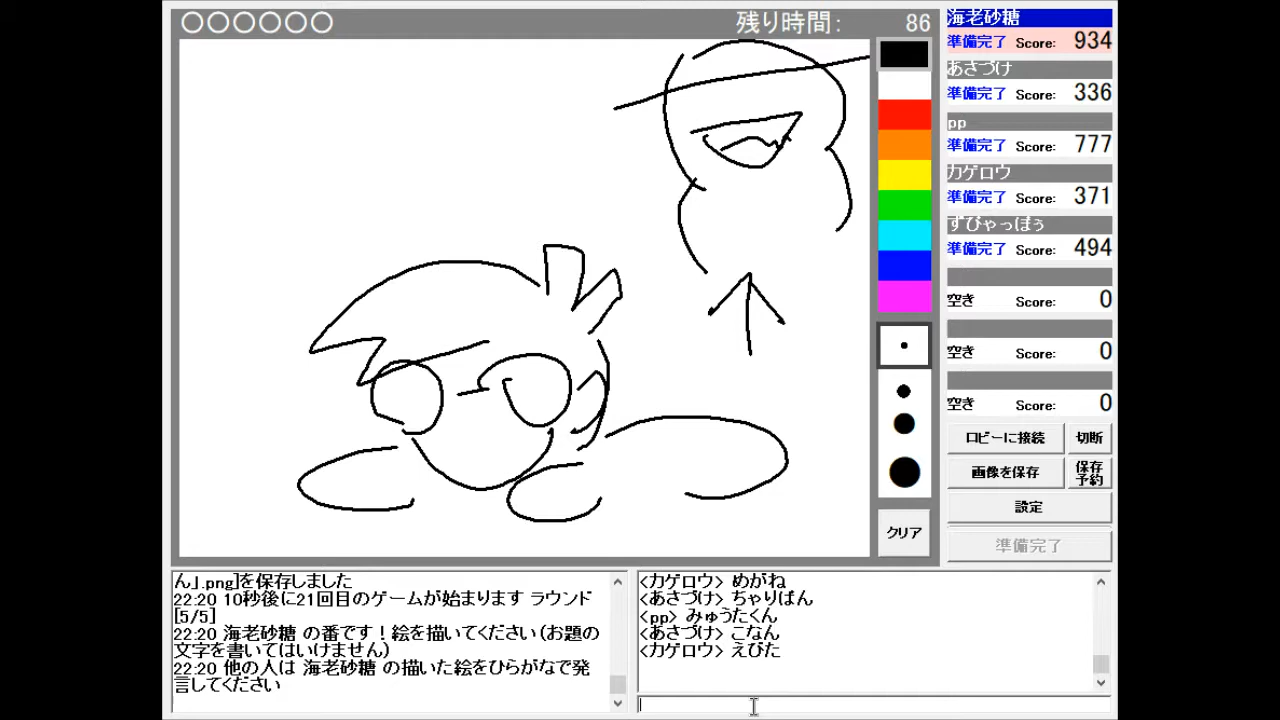 ○○○○○○ 残り時間: 86
海老砂糖
準備完了 Score: 934
あさづけ
準備完了 Score: 336
pp
準備完了 Score: 777
カゲロウ
準備完了 Score: 371
ずびゃっぽぅ
準備完了 Score: 494
空き Score: 0
空き Score: 0
空き Score: 0
ロビーに接続 切断
画像を保存 保存予約
設定
クリア
準備完了
ん」.png]を保存しました
22:20 10秒後に21回目のゲームが始まります ラウンド
[5/5]
22:20 海老砂糖 の番です！絵を描いてください(お題の
文字を書いてはいけません)
22:20 他の人は 海老砂糖 の描いた絵をひらがなで発
言してください
<カゲロウ> めがね
<あさづけ> ちゃりばん
<pp> みゅうたくん
<あさづけ> こなん
<カゲロウ> えびた